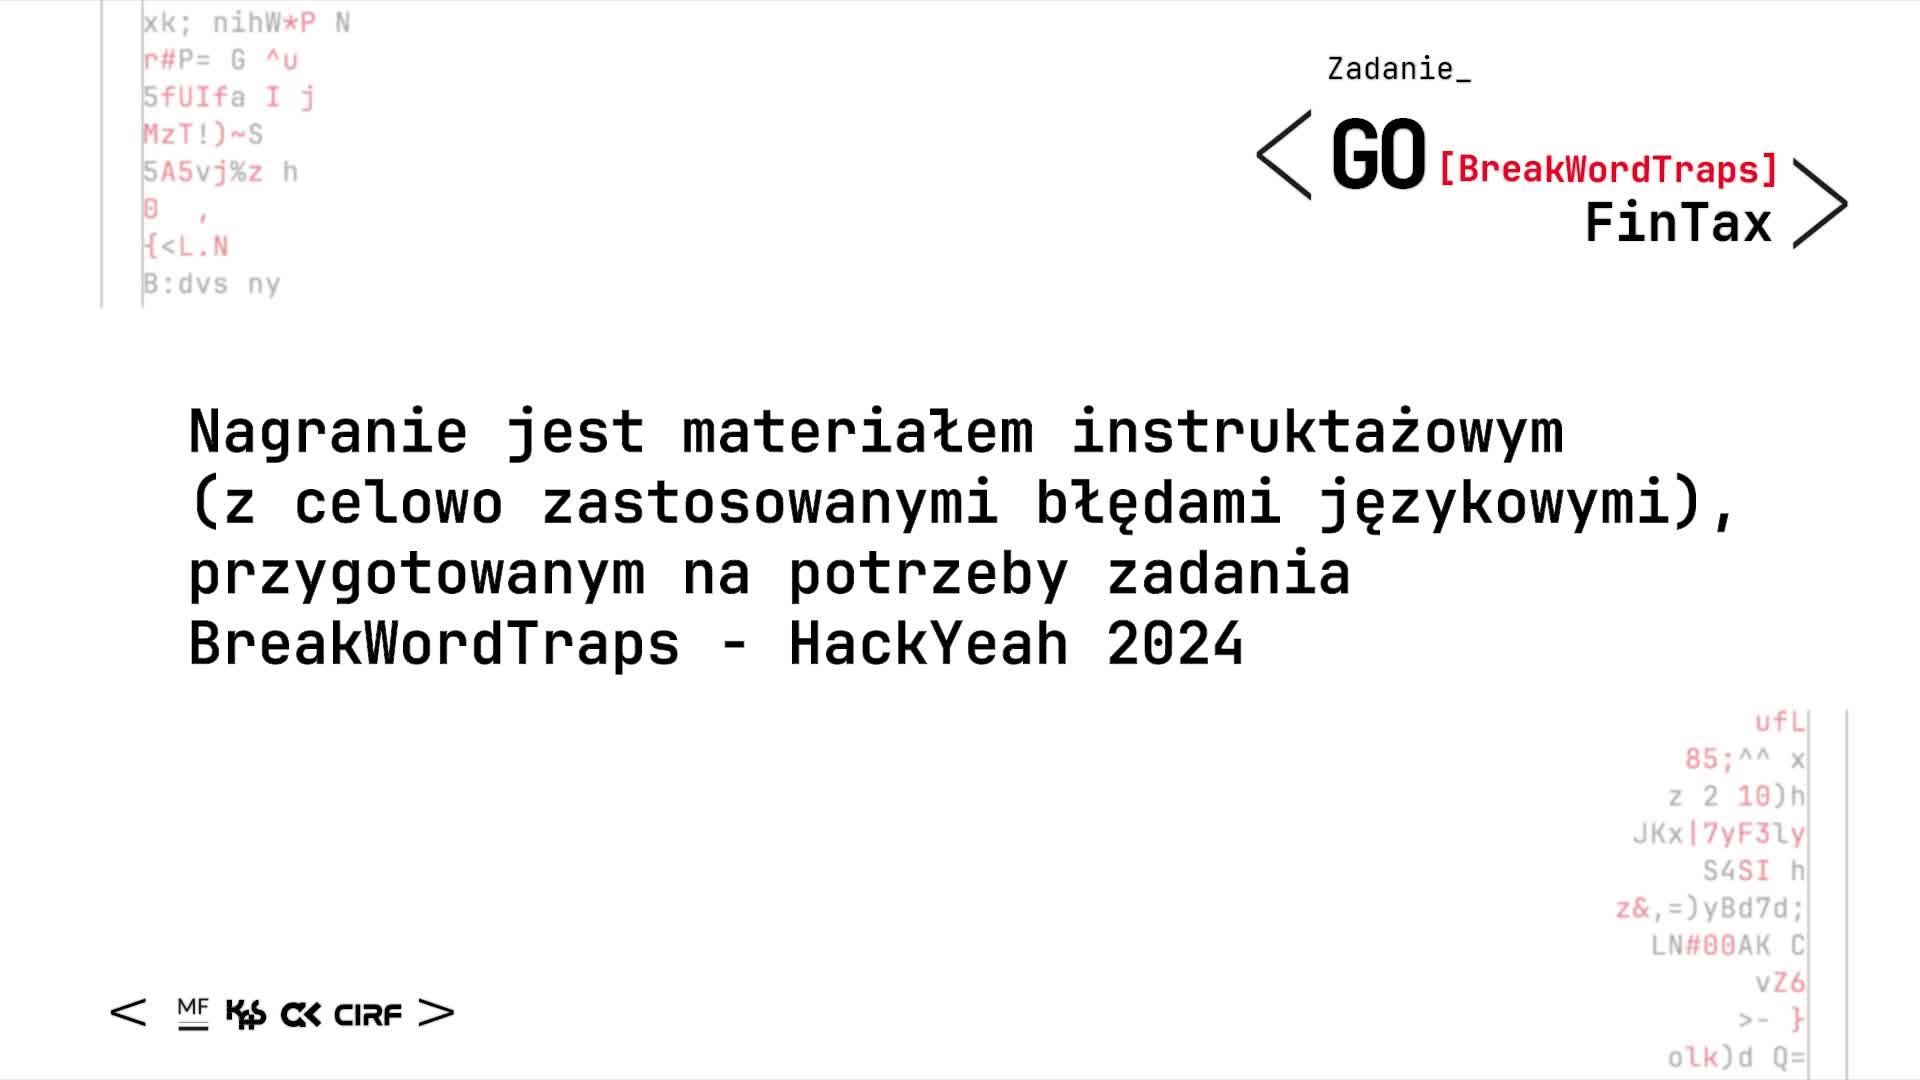 xk; nihW*P N
r#P= G ^u
5fUIfa I j
MzT!)~S
5A5vj%z h
0  ,
{<L.N
B:dvs ny
Zadanie_
<GO [BreakWordTraps]
FinTax>
Nagranie jest materiałem instruktażowym
(z celowo zastosowanymi błędami językowymi),
przygotowanym na potrzeby zadania
BreakWordTraps - HackYeah 2024
ufL
85;^^ x
z 2 10)h
JKx|7yF3ly
S4SI h
z&,=)yBd7d;
LN#00AK C
vZ6
>- }
olk)d Q=
< MF KAS CK CIRF >